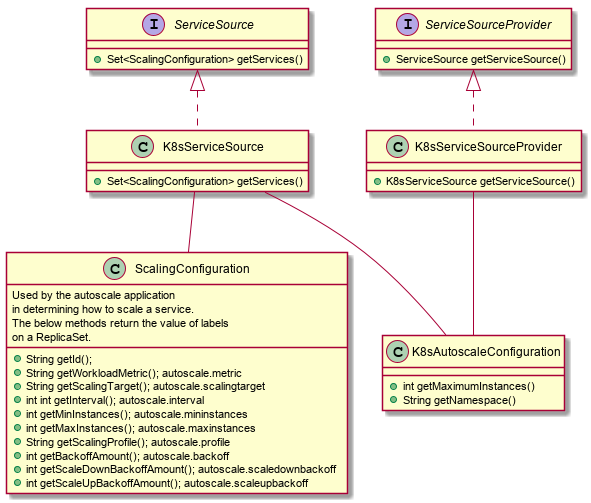 I ServiceSource
Set<ScalingConfiguration> getServices()
I ServiceSourceProvider
ServiceSource getServiceSource()
C K8sServiceSource
Set<ScalingConfiguration> getServices()
C K8sServiceSourceProvider
K8sServiceSource getServiceSource()
C ScalingConfiguration
Used by the autoscale application
in determining how to scale a service.
The below methods return the value of labels
on a ReplicaSet.
String getId();
String getWorkloadMetric(); autoscale.metric
String getScalingTarget(); autoscale.scalingtarget
int int getInterval(); autoscale.interval
int getMinInstances(); autoscale.mininstances
int getMaxInstances(); autoscale.maxinstances
String getScalingProfile(); autoscale.profile
int getBackoffAmount(); autoscale.backoff
int getScaleDownBackoffAmount(); autoscale.scaledownbackoff
int getScaleUpBackoffAmount(); autoscale.scaleupbackoff
C K8sAutoscaleConfiguration
int getMaximumInstances()
String getNamespace()